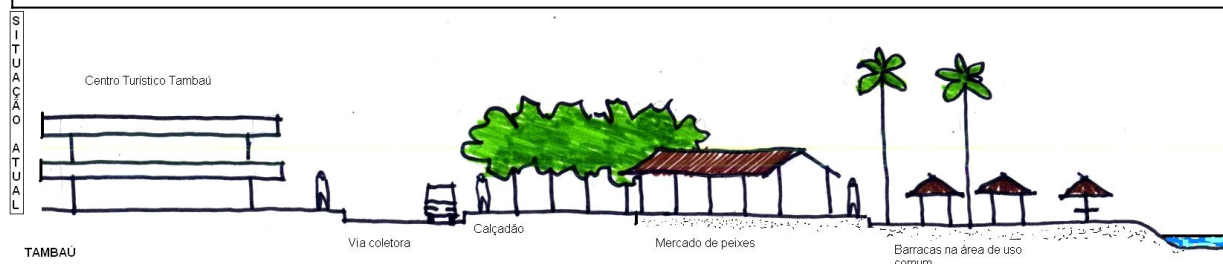 SITUAÇÃO ATUAL
Centro Turístico Tambaú
Calçadão
Via coletora
Mercado de peixes
Barracas na área de uso
comum
TAMBAÚ